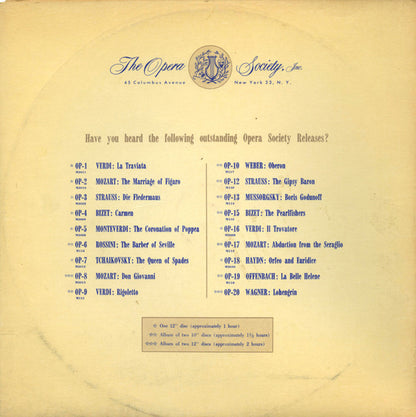 The Opera Society, Inc.
45 Columbus Avenue New York 23, N. Y.
Have you heard the following outstanding Opera Society Releases?
☆ OP-1 VERDI: La Traviata
☆ OP-2 MOZART: The Marriage of Figaro
☆ OP-3 STRAUSS: Die Fledermaus
☆ OP-4 BIZET: Carmen
OP-5 MONTEVERDI: The Coronation of Poppea
OP-6 ROSSINI: The Barber of Seville
OP-7 TCHAIKOVSKY: The Queen of Spades
OP-8 MOZART: Don Giovanni
OP-9 VERDI: Rigoletto
OP-10 WEBER: Oberon
OP-12 STRAUSS: The Gipsy Baron
OP-13 MUSSORGSKY: Boris Godunoff
OP-15 BIZET: The Pearlfishers
OP-16 VERDI: Il Trovatore
OP-17 MOZART: Abduction from the Seraglio
OP-18 HAYDN: Orfeo and Euridice
OP-19 OFFENBACH: La Belle Helene
OP-20 WAGNER: Lohengrin
☆ One 12" disc (approximately 1 hour)
☆☆ Album of two 10" discs (approximately 1½ hours)
☆☆☆ Album of two 12" discs (approximately 2 hours)